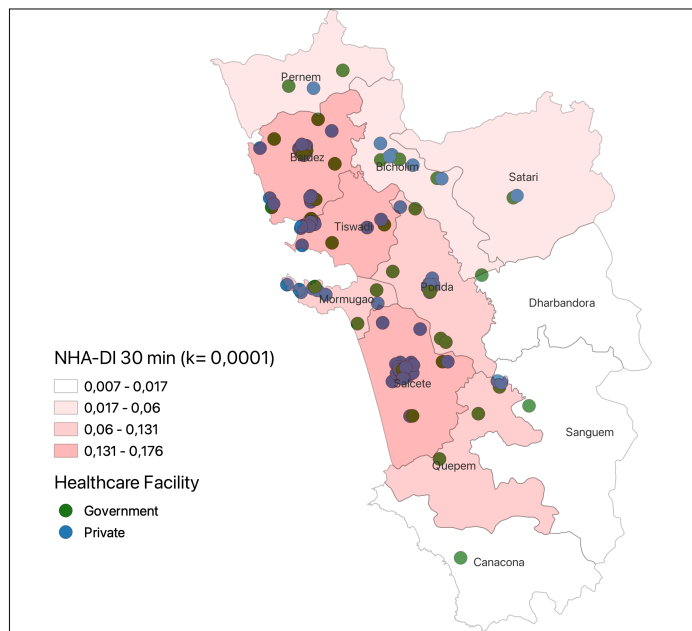 Pernem
Bardez
Bicholim
Satari
Tiswadi
Ponda
Mormugao
Dharbandora
Salcete
Sanguem
Quepem
Canacona
NHA-DI 30 min (k= 0,0001)
0,007 - 0,017
0,017 - 0,06
0,06 - 0,131
0,131 - 0,176
Healthcare Facility
Government
Private